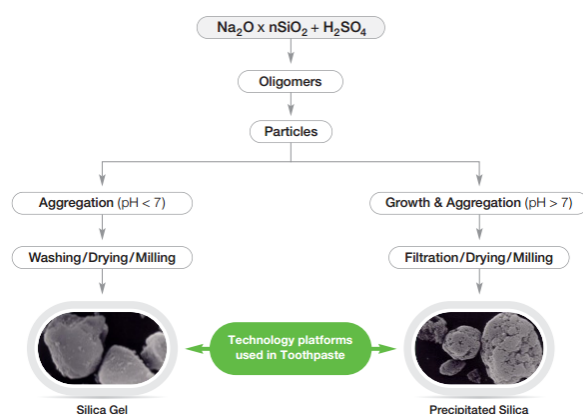 Na₂O x nSiO₂ + H₂SO₄
Oligomers
Particles
Aggregation (pH < 7)
Growth & Aggregation (pH > 7)
Washing/Drying/Milling
Filtration/Drying/Milling
Technology platforms
used in Toothpaste
Silica Gel
Precipitated Silica